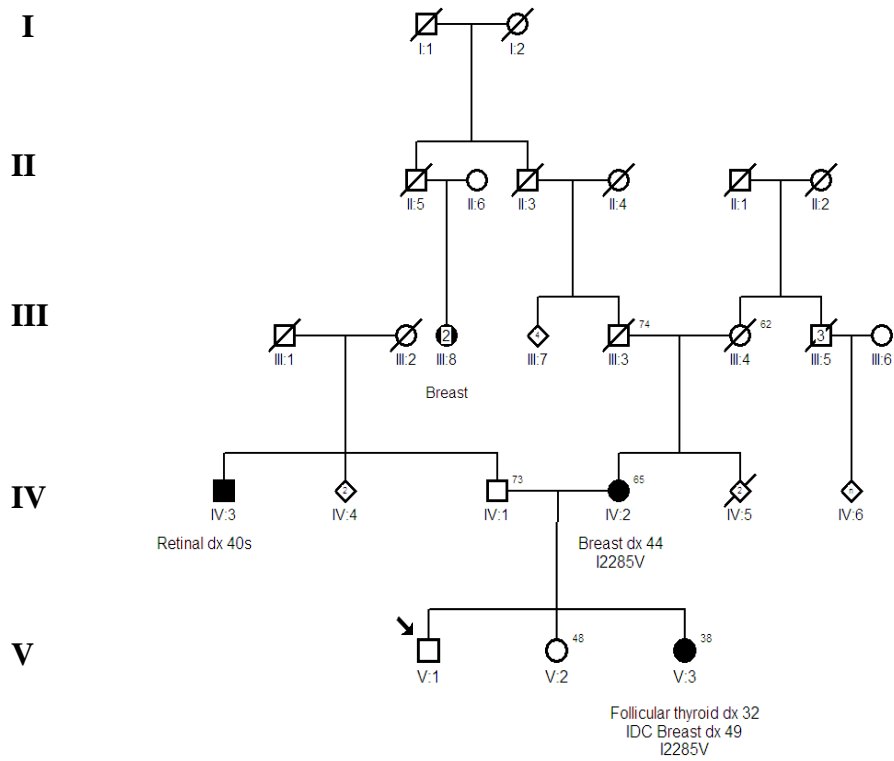 I
I:1 I:2
II
II:5 II:6 II:3 II:4 II:1 II:2
III
74 62
2 4 3
III:1 III:2 III:8 III:7 III:3 III:4 III:5 III:6
Breast
IV
73 65
2 2 n
IV:3 IV:4 IV:1 IV:2 IV:5 IV:6
Retinal dx 40s Breast dx 44
I2285V
V
48 38
V:1 V:2 V:3
Follicular thyroid dx 32
IDC Breast dx 49
I2285V